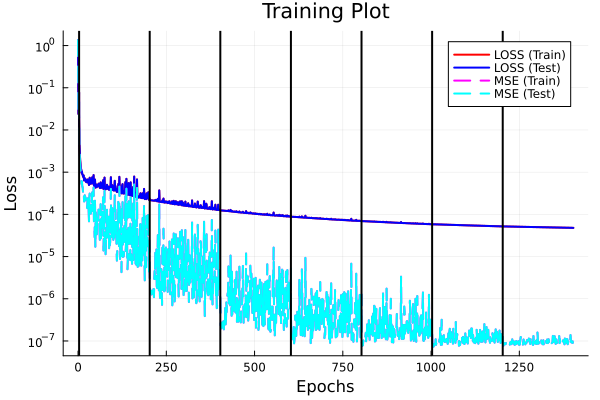 Training Plot
Loss
10⁰
10⁻¹
10⁻²
10⁻³
10⁻⁴
10⁻⁵
10⁻⁶
10⁻⁷
LOSS (Train)
LOSS (Test)
MSE (Train)
MSE (Test)
0 250 500 750 1000 1250
Epochs